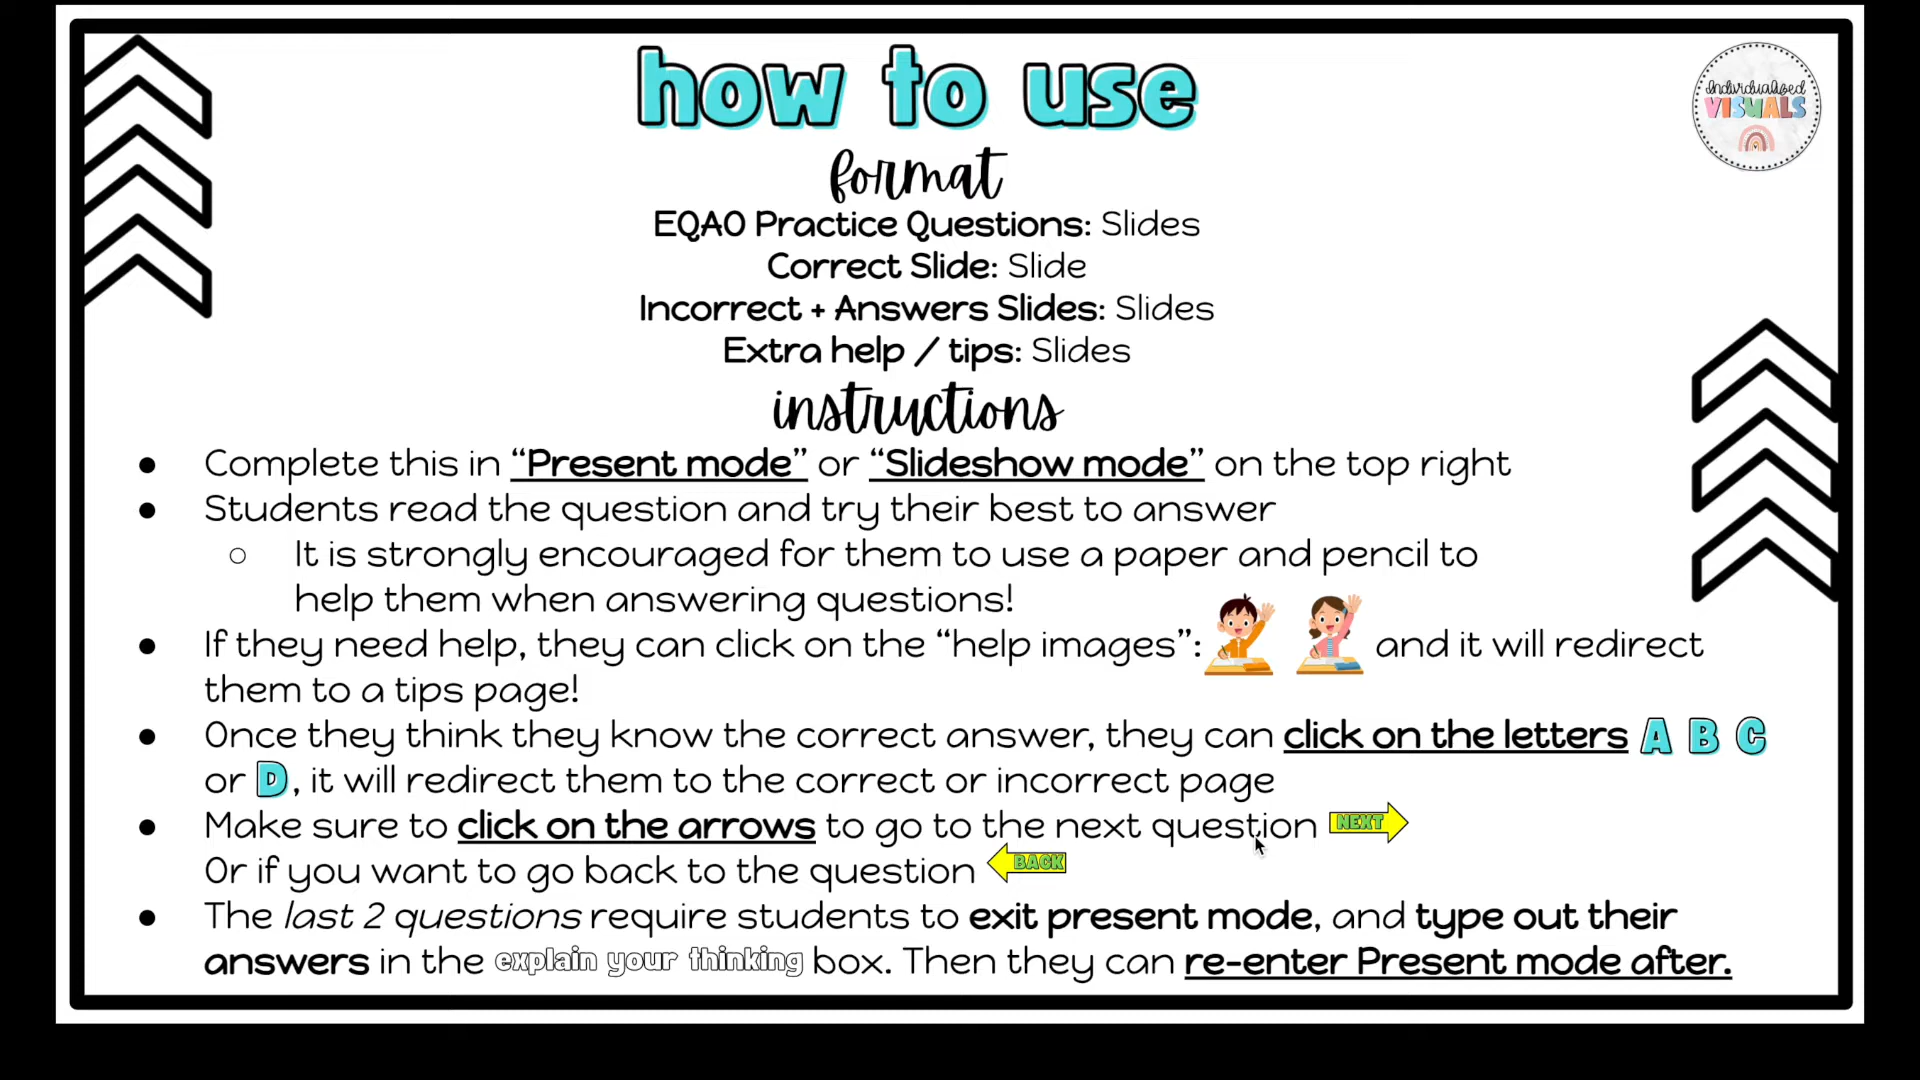 how to use
Individualized
VISUALS
format
EQAO Practice Questions: Slides
Correct Slide: Slide
Incorrect + Answers Slides: Slides
Extra help / tips: Slides
instructions
● Complete this in “Present mode” or “Slideshow mode” on the top right
● Students read the question and try their best to answer
○ It is strongly encouraged for them to use a paper and pencil to
help them when answering questions!
● If they need help, they can click on the “help images”: and it will redirect
them to a tips page!
● Once they think they know the correct answer, they can click on the letters A B C
or D, it will redirect them to the correct or incorrect page
● Make sure to click on the arrows to go to the next question NEXT
Or if you want to go back to the question BACK
● The last 2 questions require students to exit present mode, and type out their
answers in the explain your thinking box. Then they can re-enter Present mode after.